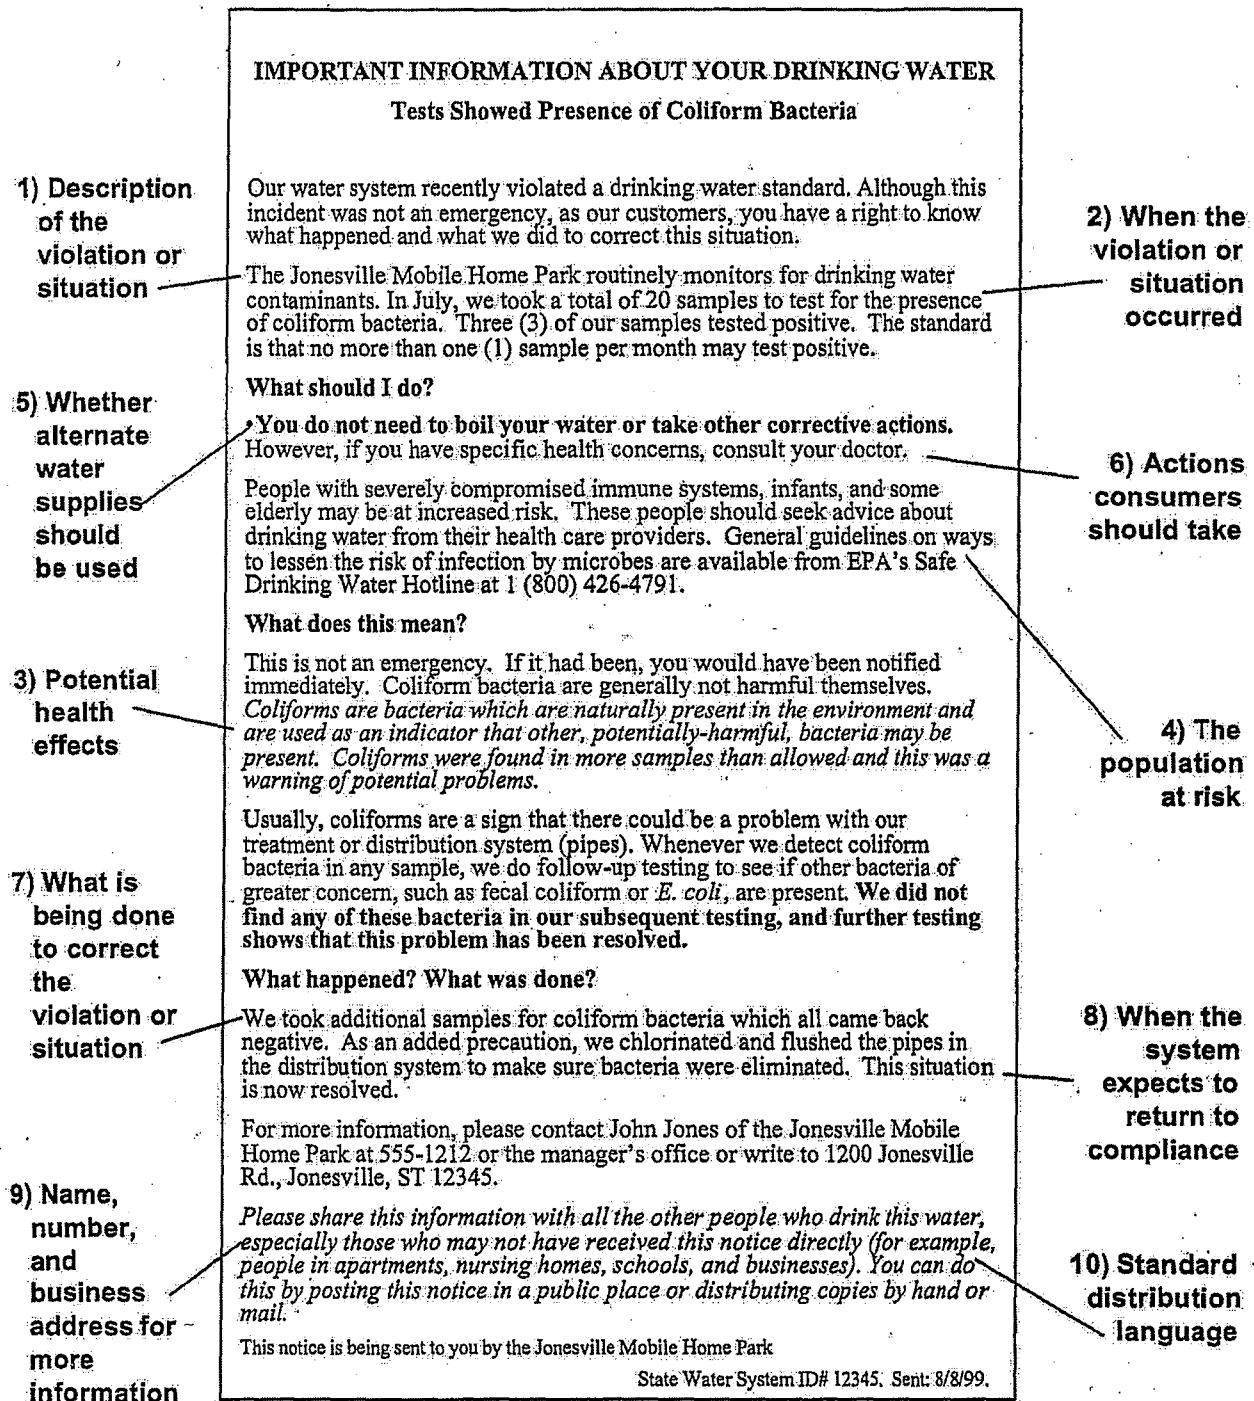 IMPORTANT INFORMATION ABOUT YOUR DRINKING WATER
Tests Showed Presence of Coliform Bacteria
1) Description
of the
violation or
situation
Our water system recently violated a drinking water standard. Although this
incident was not an emergency, as our customers, you have a right to know
what happened and what we did to correct this situation.
2) When the
violation or
situation
occurred
The Jonesville Mobile Home Park routinely monitors for drinking water
contaminants. In July, we took a total of 20 samples to test for the presence
of coliform bacteria. Three (3) of our samples tested positive. The standard
is that no more than one (1) sample per month may test positive.
What should I do?
5) Whether
alternate
water
supplies
should
be used
•You do not need to boil your water or take other corrective actions.
However, if you have specific health concerns, consult your doctor.
6) Actions
consumers
should take
People with severely compromised immune systems, infants, and some
elderly may be at increased risk. These people should seek advice about
drinking water from their health care providers. General guidelines on ways
to lessen the risk of infection by microbes are available from EPA's Safe
Drinking Water Hotline at 1 (800) 426-4791.
What does this mean?
3) Potential
health
effects
This is not an emergency. If it had been, you would have been notified
immediately. Coliform bacteria are generally not harmful themselves.
Coliforms are bacteria which are naturally present in the environment and
are used as an indicator that other, potentially-harmful, bacteria may be
present. Coliforms were found in more samples than allowed and this was a
warning of potential problems.
4) The
population
at risk
Usually, coliforms are a sign that there could be a problem with our
treatment or distribution system (pipes). Whenever we detect coliform
bacteria in any sample, we do follow-up testing to see if other bacteria of
greater concern, such as fecal coliform or E. coli, are present. We did not
find any of these bacteria in our subsequent testing, and further testing
shows that this problem has been resolved.
7) What is
being done
to correct
the
violation or
situation
What happened? What was done?
We took additional samples for coliform bacteria which all came back
negative. As an added precaution, we chlorinated and flushed the pipes in
the distribution system to make sure bacteria were eliminated. This situation
is now resolved.
8) When the
system
expects to
return to
compliance
For more information, please contact John Jones of the Jonesville Mobile
Home Park at 555-1212 or the manager's office or write to 1200 Jonesville
Rd., Jonesville, ST 12345.
9) Name,
number,
and
business
address for
more
information
Please share this information with all the other people who drink this water,
especially those who may not have received this notice directly (for example,
people in apartments, nursing homes, schools, and businesses). You can do
this by posting this notice in a public place or distributing copies by hand or
mail.
10) Standard
distribution
language
This notice is being sent to you by the Jonesville Mobile Home Park
State Water System ID# 12345. Sent: 8/8/99.